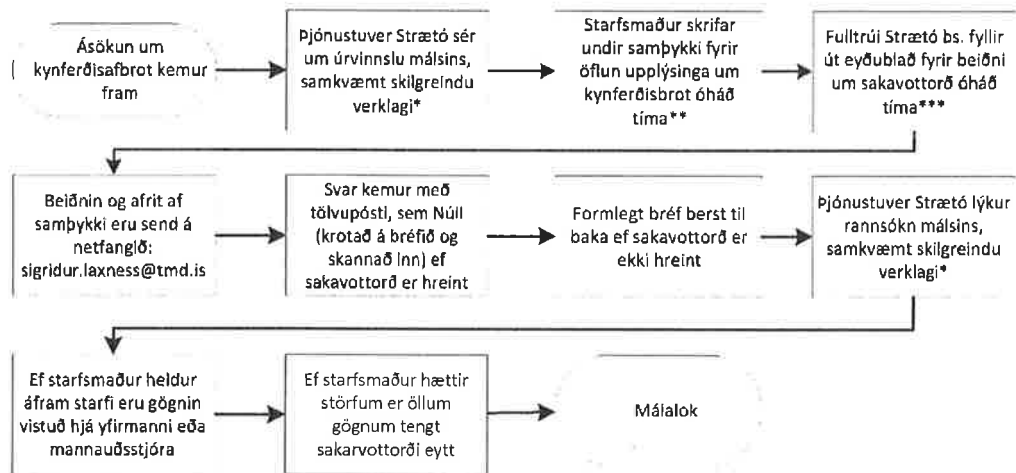 Ásökun um
kynferðisafbrot kemur
fram
Þjónustuver Strætó sér
um úrvinnslu málsins,
samkvæmt skilgreindu
verklagi*
Starfsmaður skrifar
undir samþykki fyrir
öflun upplýsinga um
kynferðisbrot óháð
tíma**
Fulltrúi Strætó bs. fyllir
út eyðublað fyrir beiðni
um sakavottorð óháð
tíma***
Beiðnin og afrit af
samþykki eru send á
netfangið:
sigridur.laxness@tmd.is
Svar kemur með
tölvupósti, sem Núll
(krotað á bréfið og
skannað inn) ef
sakavottorð er hreint
Formlegt bréf berst til
baka ef sakavottorð er
ekki hreint
Þjónustuver Strætó lýkur
rannsókn málsins,
samkvæmt skilgreindu
verklagi*
Ef starfsmaður heldur
áfram starfi eru gögnin
vistuð hjá yfirmanni eða
mannauðsstjóra
Ef starfsmaður hættir
störfum er öllum
gögnum tengt
sakarvottorði eytt
Málalok